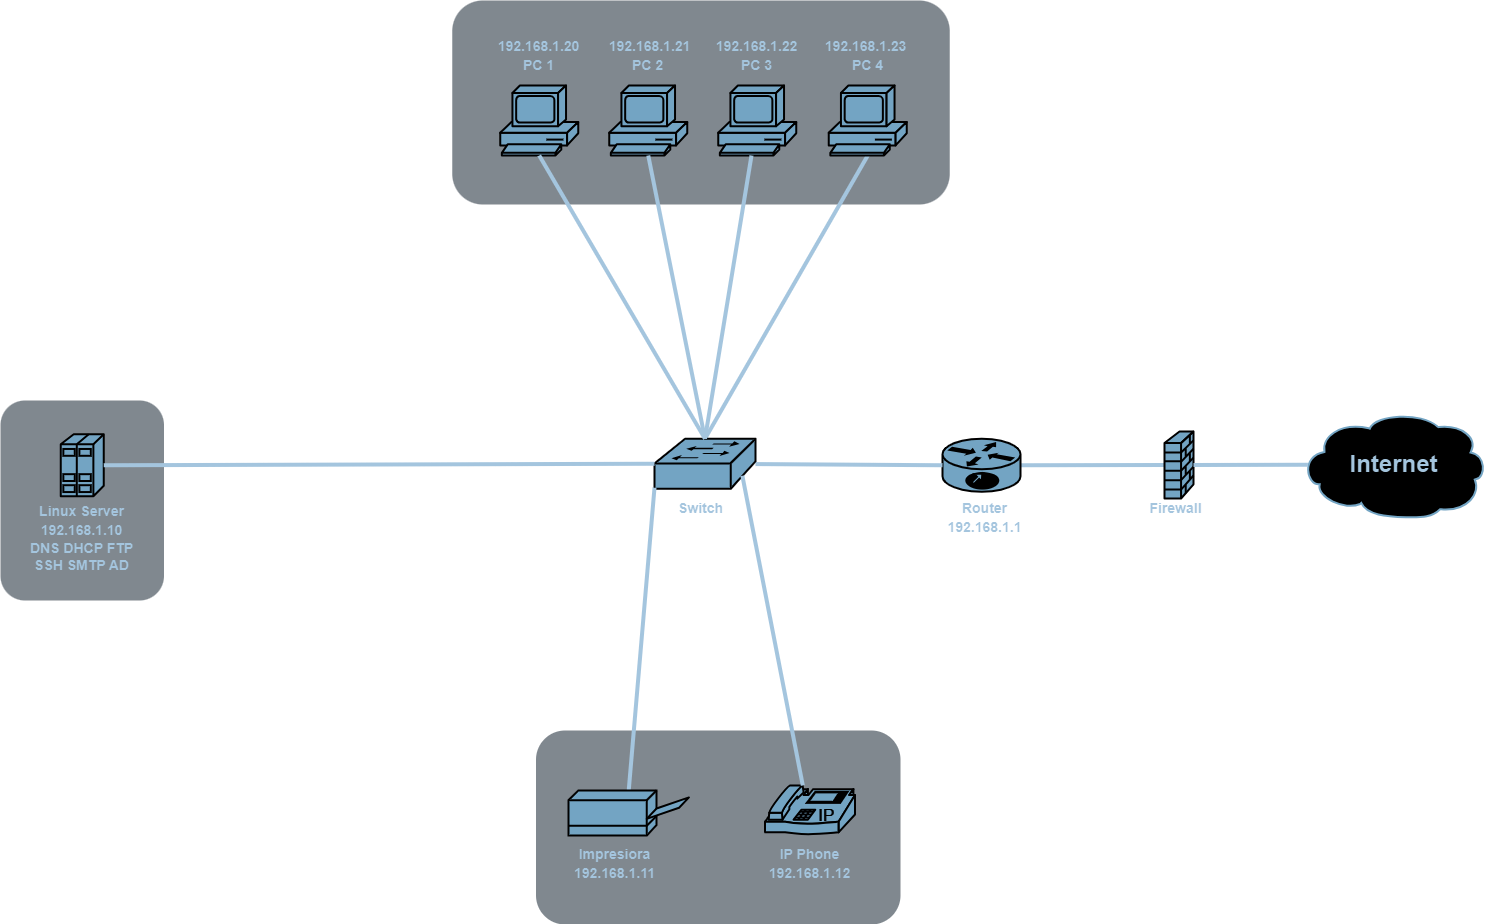 192.168.1.20
PC 1
192.168.1.21
PC 2
192.168.1.22
PC 3
192.168.1.23
PC 4
Linux Server
192.168.1.10
DNS DHCP FTP
SSH SMTP AD
Switch
Router
192.168.1.1
Firewall
Internet
Impresiora
192.168.1.11
IP
IP Phone
192.168.1.12